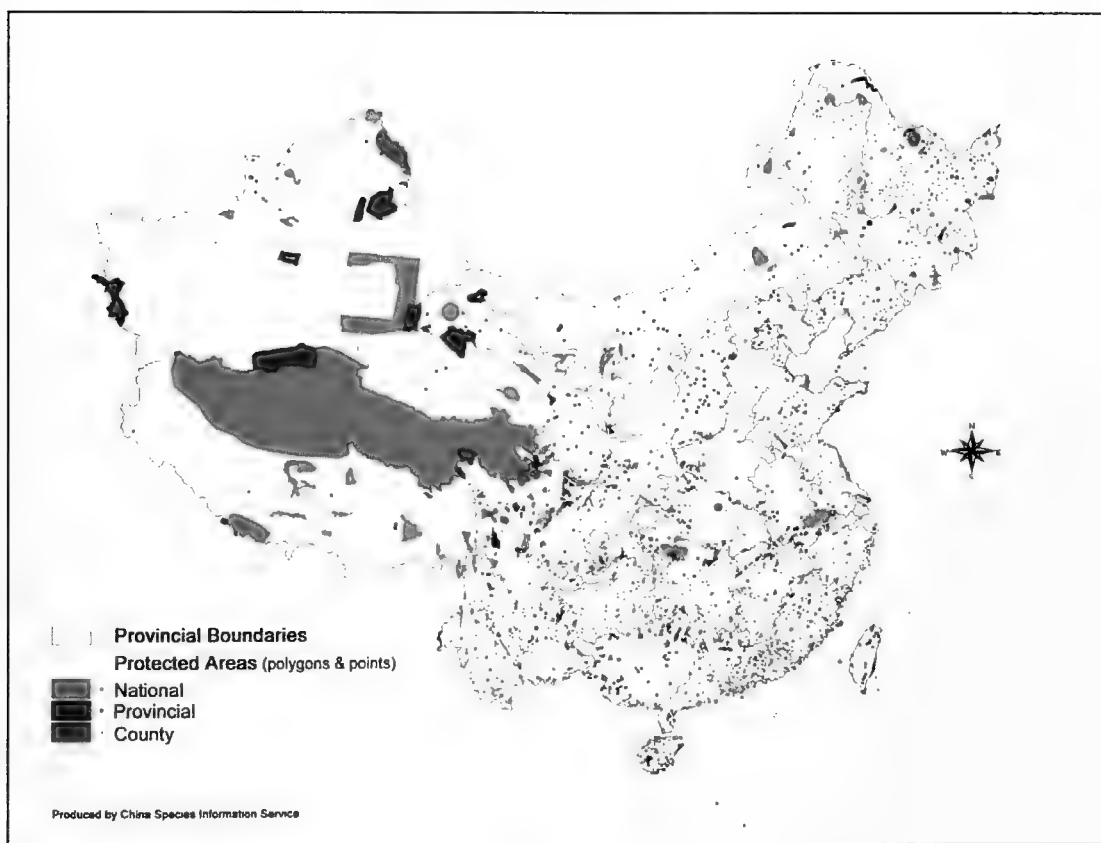 N
W E
S
Provincial Boundaries
Protected Areas (polygons & points)
National
Provincial
County
Produced by China Species Information Service